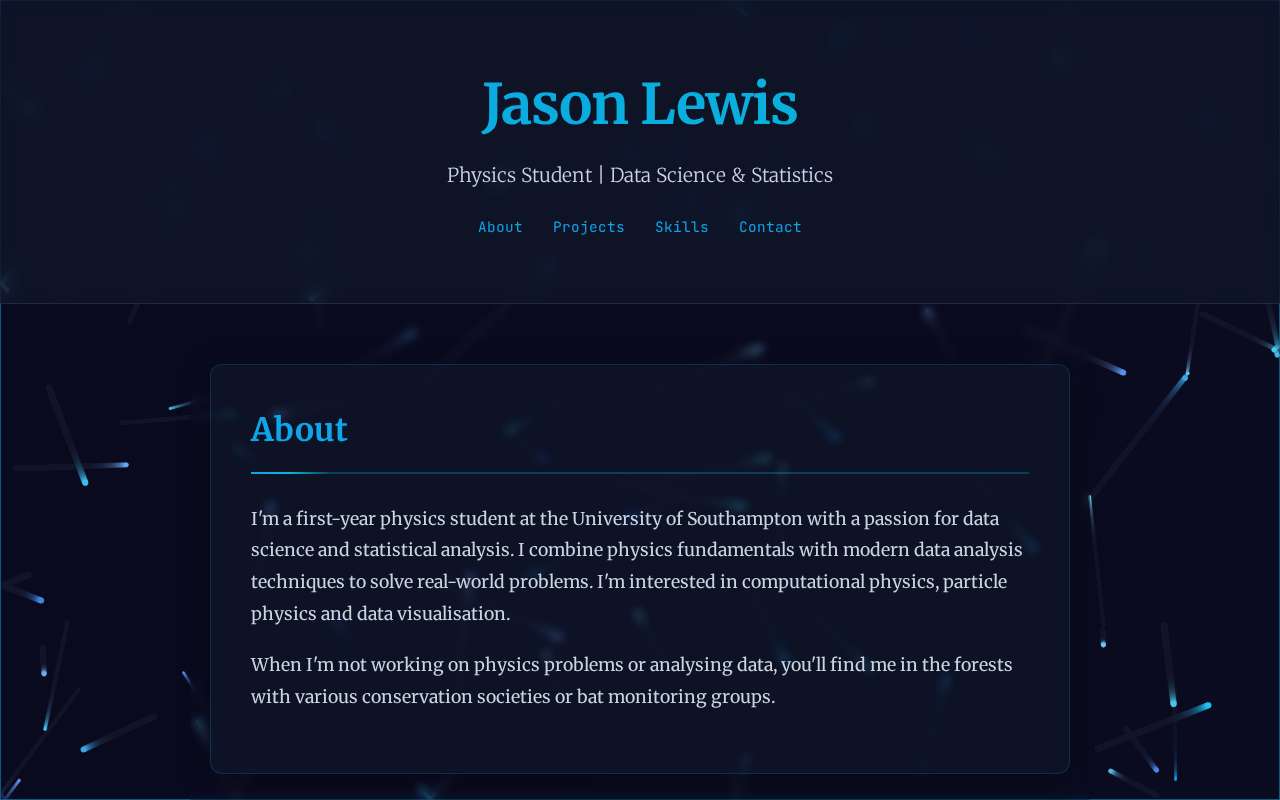 Jason Lewis
Physics Student | Data Science & Statistics
About Projects Skills Contact
About
I'm a first-year physics student at the University of Southampton with a passion for data
science and statistical analysis. I combine physics fundamentals with modern data analysis
techniques to solve real-world problems. I'm interested in computational physics, particle
physics and data visualisation.
When I'm not working on physics problems or analysing data, you'll find me in the forests
with various conservation societies or bat monitoring groups.